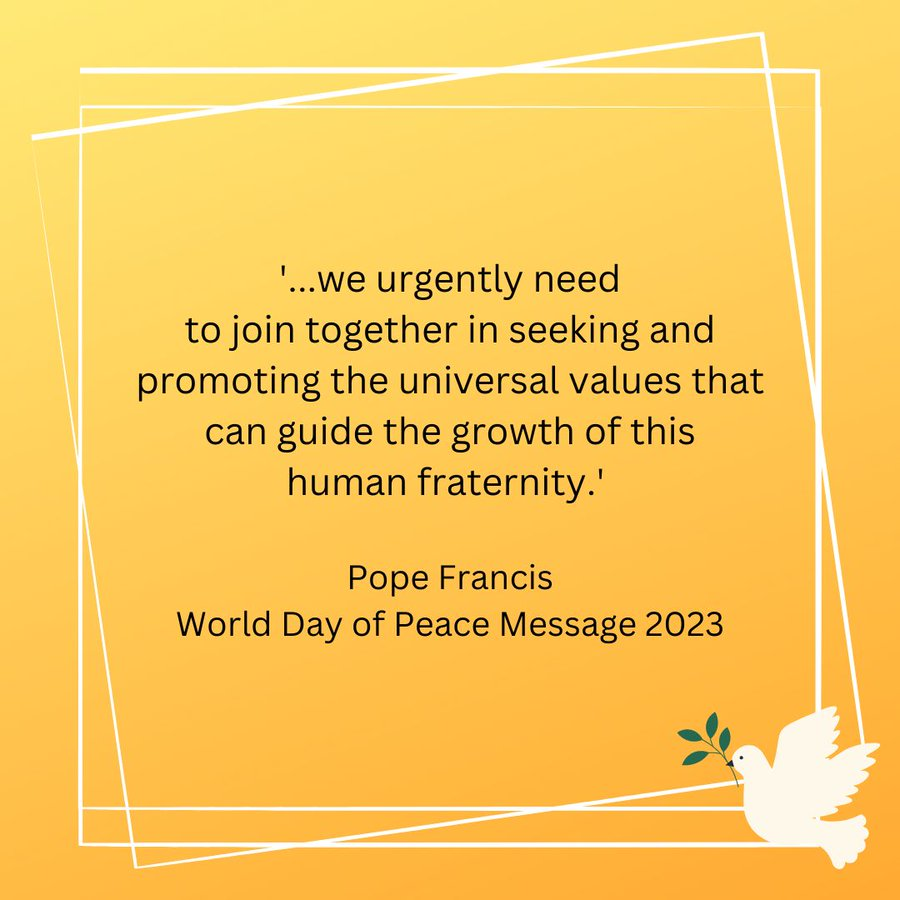 '...we urgently need
to join together in seeking and
promoting the universal values that
can guide the growth of this
human fraternity.'
Pope Francis
World Day of Peace Message 2023